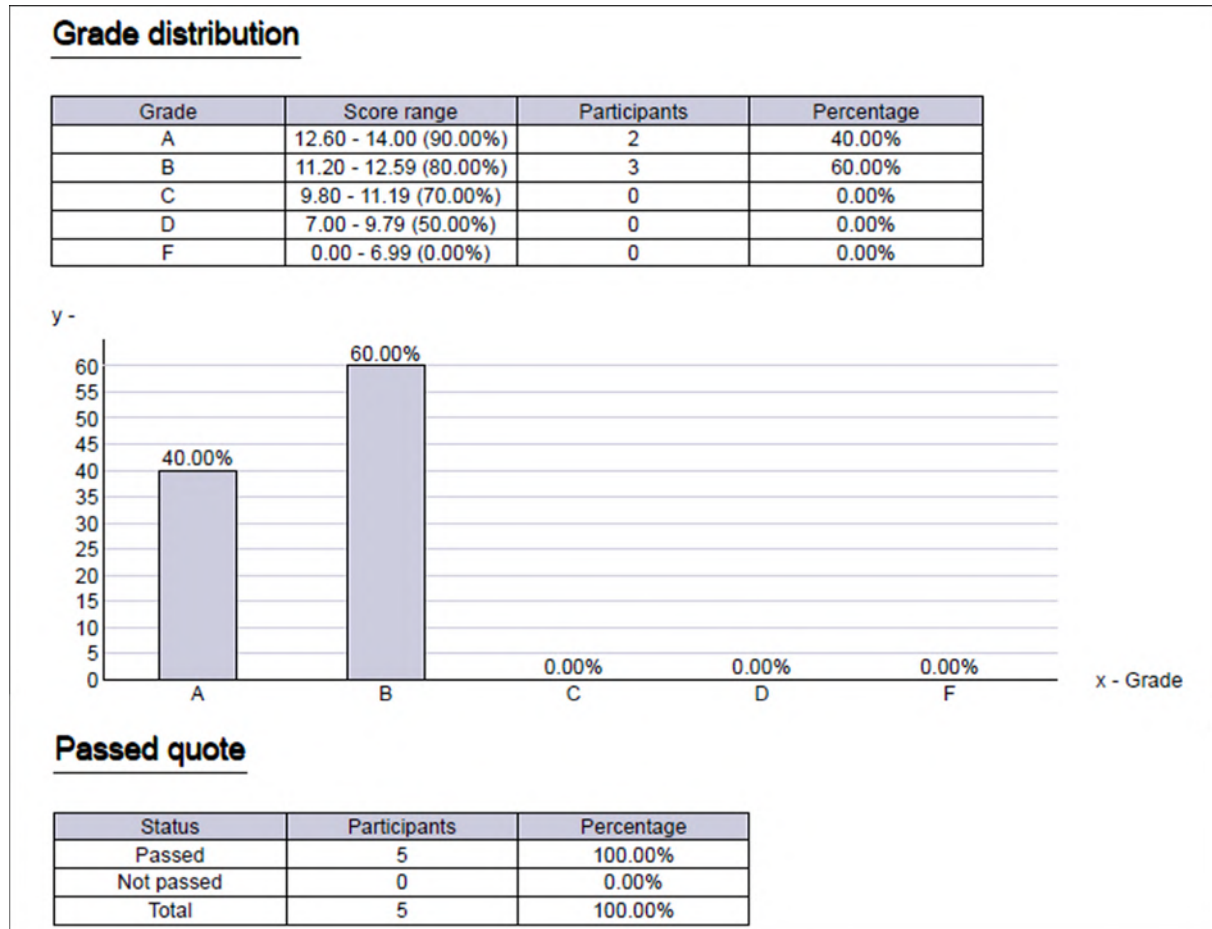 Grade distribution
Grade Score range Participants Percentage
A 12.60 - 14.00 (90.00%) 2 40.00%
B 11.20 - 12.59 (80.00%) 3 60.00%
C 9.80 - 11.19 (70.00%) 0 0.00%
D 7.00 - 9.79 (50.00%) 0 0.00%
F 0.00 - 6.99 (0.00%) 0 0.00%
y -
60.00%
60
55
50
45
40.00%
40
35
30
25
20
15
10
5
0.00% 0.00% 0.00%
0
x - Grade
A B C D F
Passed quote
Status Participants Percentage
Passed 5 100.00%
Not passed 0 0.00%
Total 5 100.00%